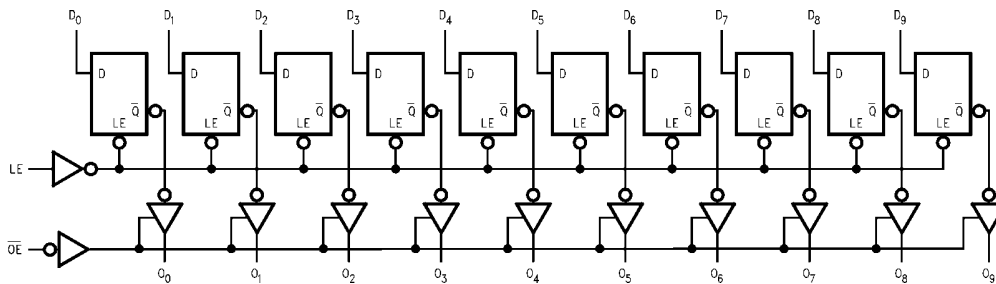 D₀ D₁ D₂ D₃ D₄ D₅ D₆ D₇ D₈ D₉
D D D D D D D D D D
Q̅ Q̅ Q̅ Q̅ Q̅ Q̅ Q̅ Q̅ Q̅ Q̅
LE LE LE LE LE LE LE LE LE LE
LE
O̅E̅
O₀ O₁ O₂ O₃ O₄ O₅ O₆ O₇ O₈ O₉